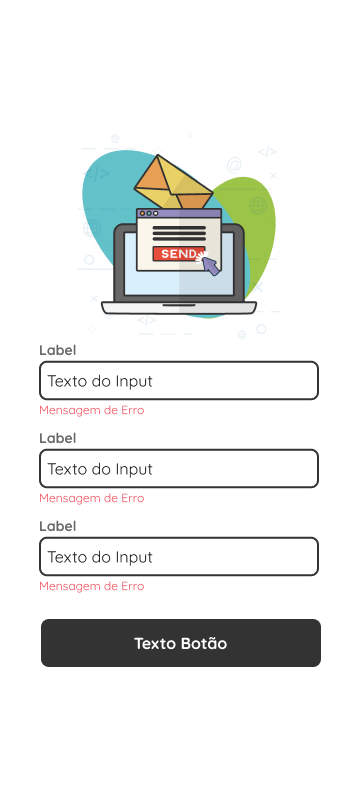 </>
@
</>
SEND
</>
@
Label
Texto do Input
Mensagem de Erro
Label
Texto do Input
Mensagem de Erro
Label
Texto do Input
Mensagem de Erro
Texto Botão